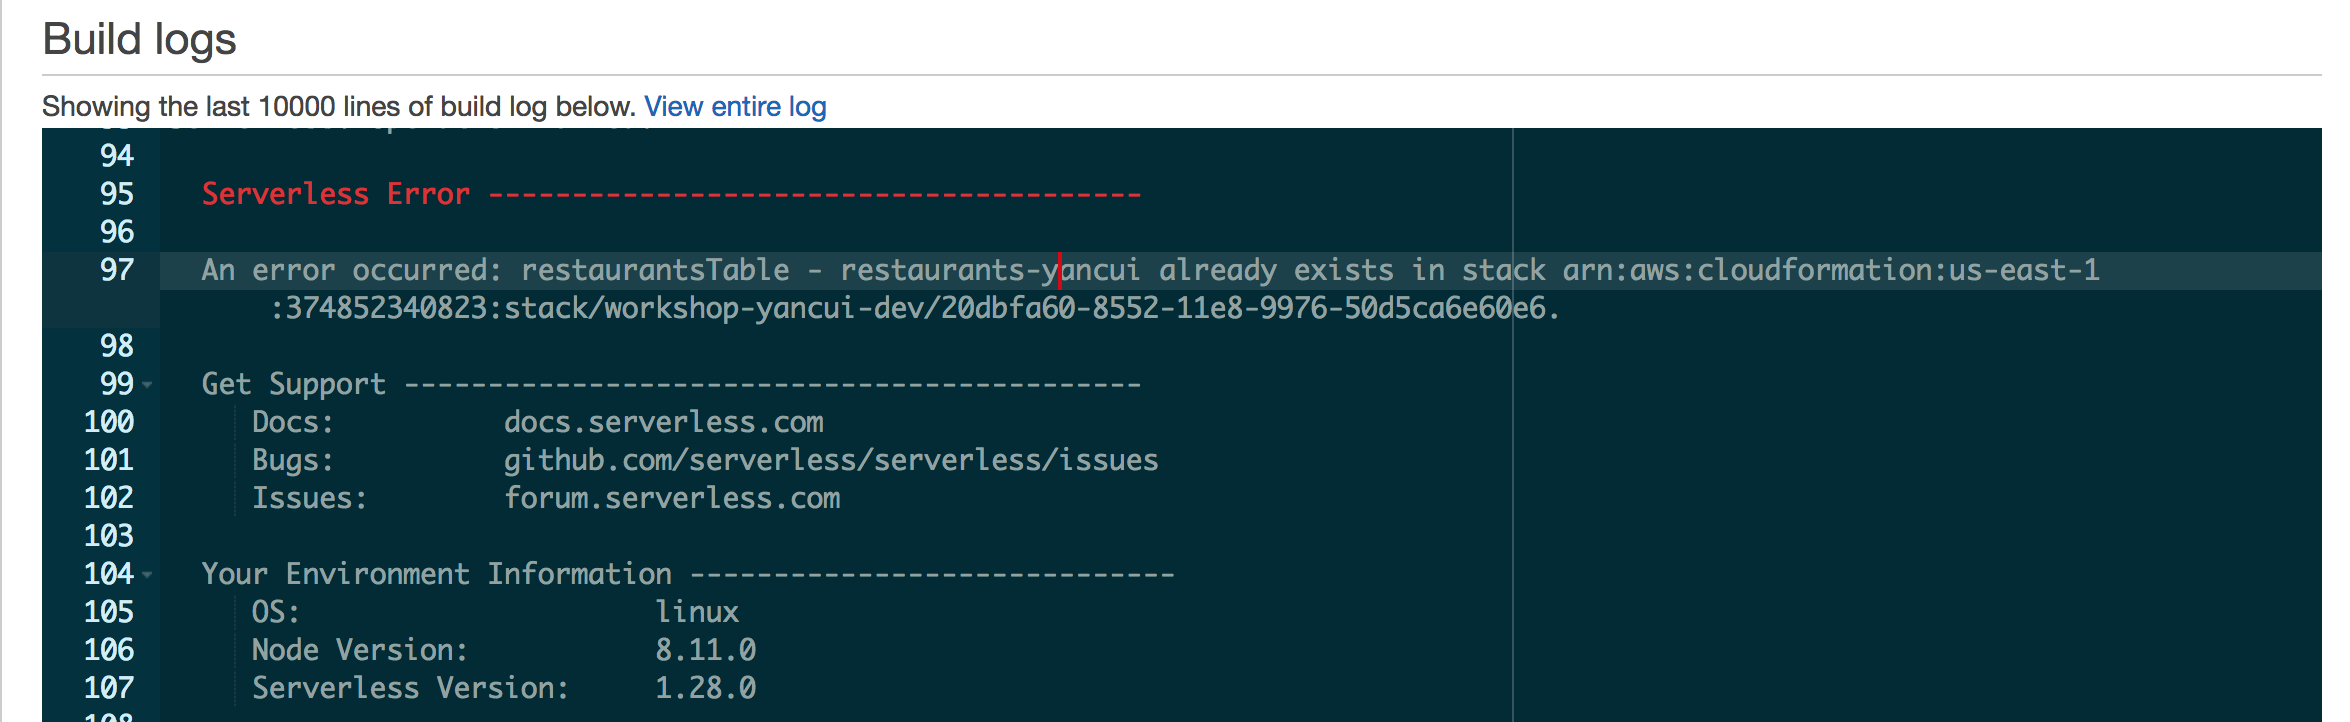 Build logs
Showing the last 10000 lines of build log below. View entire log
94
95 Serverless Error ---------------------------------------
96
97 An error occurred: restaurantsTable - restaurants-yancui already exists in stack arn:aws:cloudformation:us-east-1
:374852340823:stack/workshop-yancui-dev/20dbfa60-8552-11e8-9976-50d5ca6e60e6.
98
99 Get Support --------------------------------------------
100 Docs: docs.serverless.com
101 Bugs: github.com/serverless/serverless/issues
102 Issues: forum.serverless.com
103
104 Your Environment Information -----------------------------
105 OS: linux
106 Node Version: 8.11.0
107 Serverless Version: 1.28.0
108